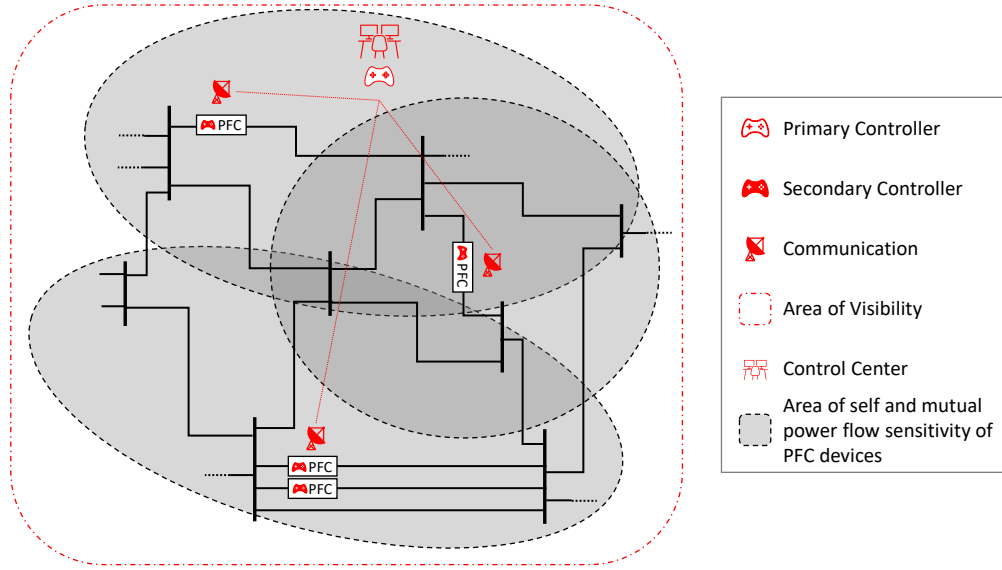 PFC
PFC
PFC
PFC
Primary Controller
Secondary Controller
Communication
Area of Visibility
Control Center
Area of self and mutual
power flow sensitivity of
PFC devices